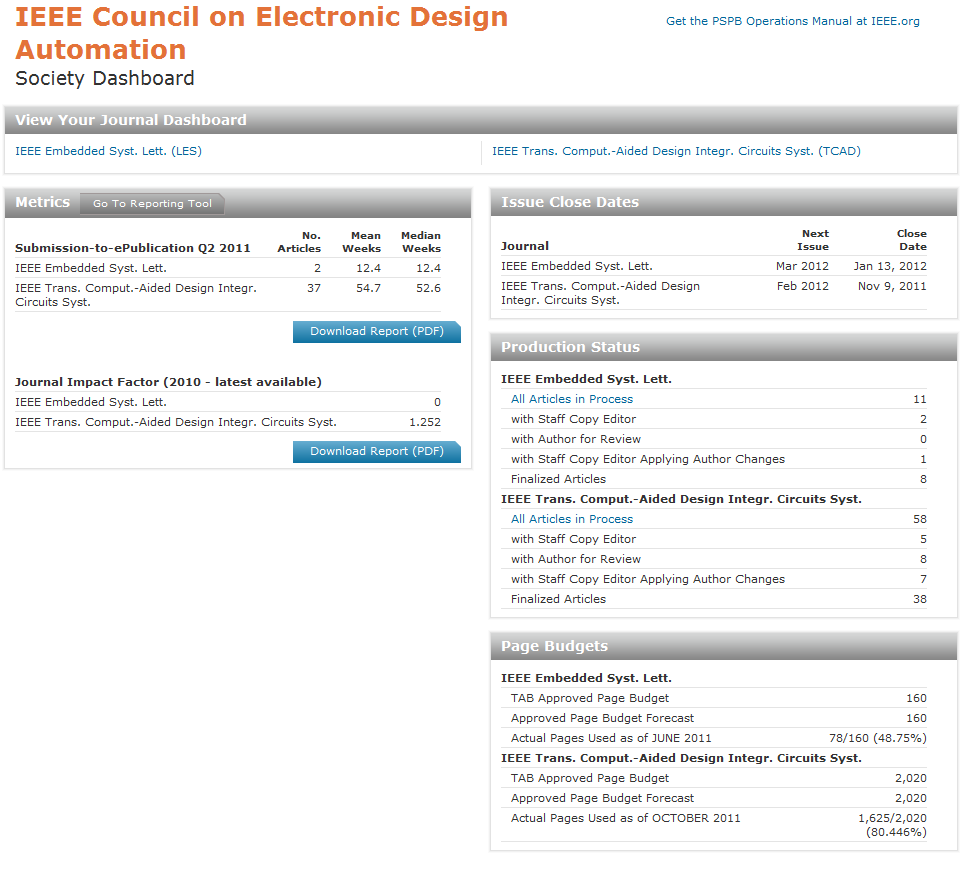 IEEE Council on Electronic Design
Automation
Society Dashboard
Get the PSPB Operations Manual at IEEE.org
View Your Journal Dashboard
IEEE Embedded Syst. Lett. (LES)
IEEE Trans. Comput.-Aided Design Integr. Circuits Syst. (TCAD)
Metrics Go To Reporting Tool
No. Mean Median
Submission-to-ePublication Q2 2011 Articles Weeks Weeks
IEEE Embedded Syst. Lett. 2 12.4 12.4
IEEE Trans. Comput.-Aided Design Integr. 37 54.7 52.6
Circuits Syst.
Download Report (PDF)
Journal Impact Factor (2010 - latest available)
IEEE Embedded Syst. Lett. 0
IEEE Trans. Comput.-Aided Design Integr. Circuits Syst. 1.252
Download Report (PDF)
Issue Close Dates
Next Close
Journal Issue Date
IEEE Embedded Syst. Lett. Mar 2012 Jan 13, 2012
IEEE Trans. Comput.-Aided Design Feb 2012 Nov 9, 2011
Integr. Circuits Syst.
Production Status
IEEE Embedded Syst. Lett.
All Articles in Process 11
with Staff Copy Editor 2
with Author for Review 0
with Staff Copy Editor Applying Author Changes 1
Finalized Articles 8
IEEE Trans. Comput.-Aided Design Integr. Circuits Syst.
All Articles in Process 58
with Staff Copy Editor 5
with Author for Review 8
with Staff Copy Editor Applying Author Changes 7
Finalized Articles 38
Page Budgets
IEEE Embedded Syst. Lett.
TAB Approved Page Budget 160
Approved Page Budget Forecast 160
Actual Pages Used as of JUNE 2011 78/160 (48.75%)
IEEE Trans. Comput.-Aided Design Integr. Circuits Syst.
TAB Approved Page Budget 2,020
Approved Page Budget Forecast 2,020
Actual Pages Used as of OCTOBER 2011 1,625/2,020
(80.446%)